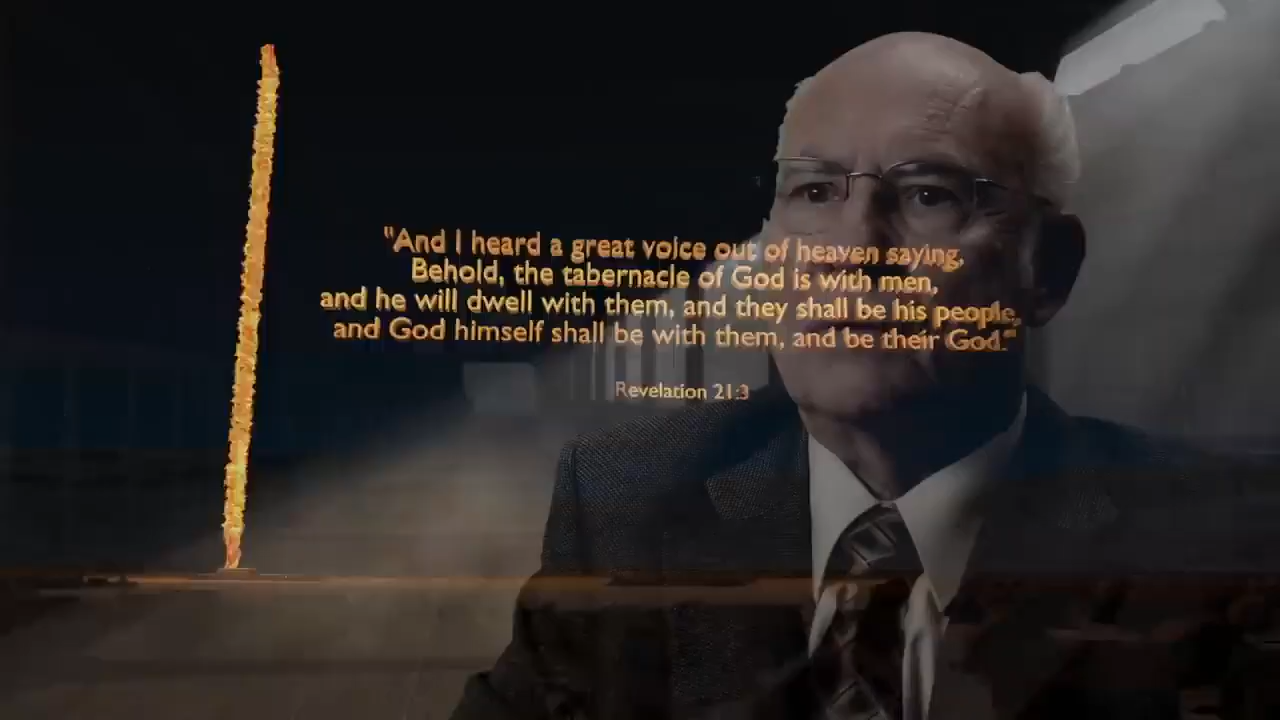 "And I heard a great voice out of heaven saying,
Behold, the tabernacle of God is with men,
and he will dwell with them, and they shall be his people,
and God himself shall be with them, and be their God."
Revelation 21:3